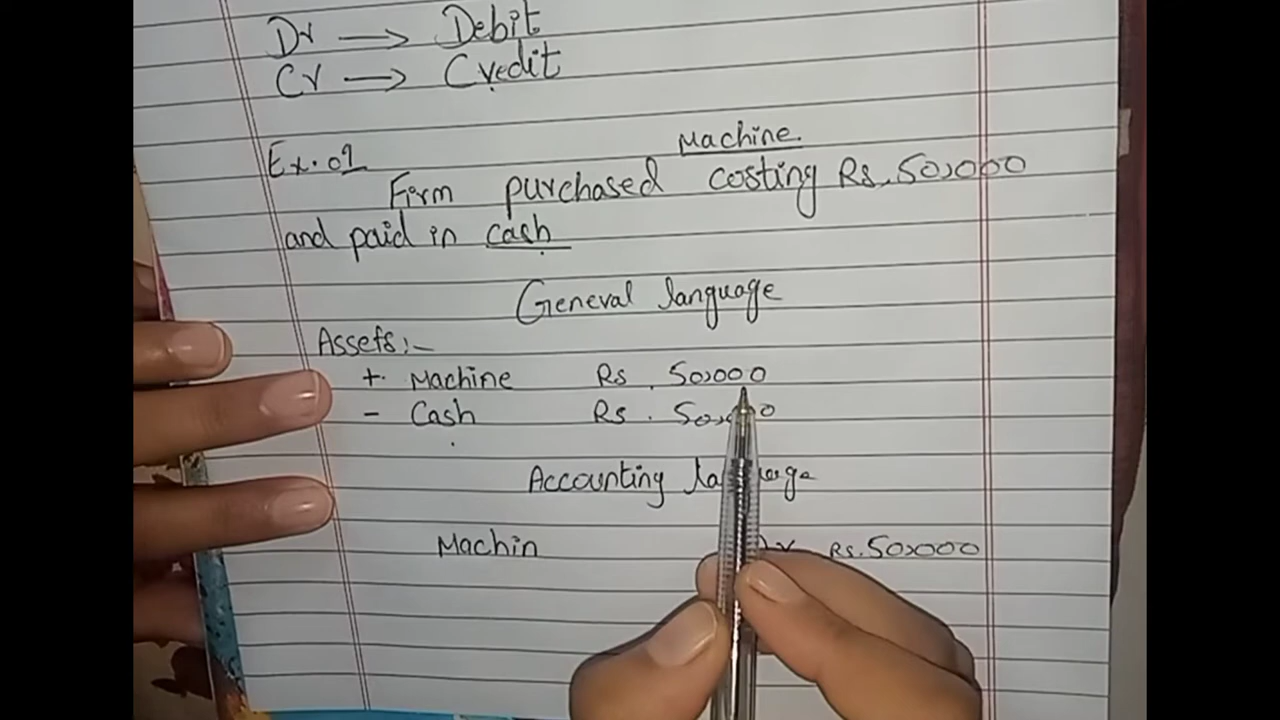 Dr → Debit
Cr → Credit
Ex. 01
Machine.
Firm purchased costing Rs. 50,000
and paid in cash
General language
Assets:-
+ Machine Rs. 50,000
- Cash Rs.
Accounting
Machin Rs. 50,000